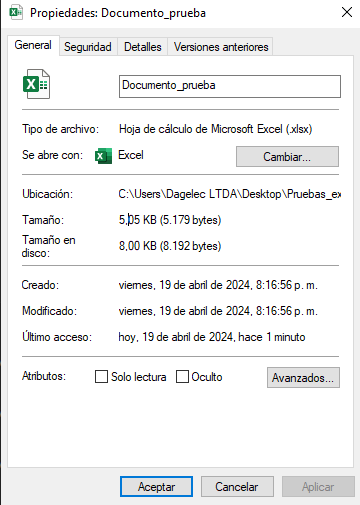 Propiedades: Documento_prueba
General Seguridad Detalles Versiones anteriores
Documento_prueba
Tipo de archivo: Hoja de cálculo de Microsoft Excel (.xlsx)
Se abre con: Excel Cambiar...
Ubicación: C:\Users\Dagelec LTDA\Desktop\Pruebas_ex
Tamaño: 5,05 KB (5.179 bytes)
Tamaño en disco: 8,00 KB (8.192 bytes)
Creado: viernes, 19 de abril de 2024, 8:16:56 p. m.
Modificado: viernes, 19 de abril de 2024, 8:16:56 p. m.
Último acceso: hoy, 19 de abril de 2024, hace 1 minuto
Atributos: Solo lectura Oculto Avanzados...
Aceptar Cancelar Aplicar